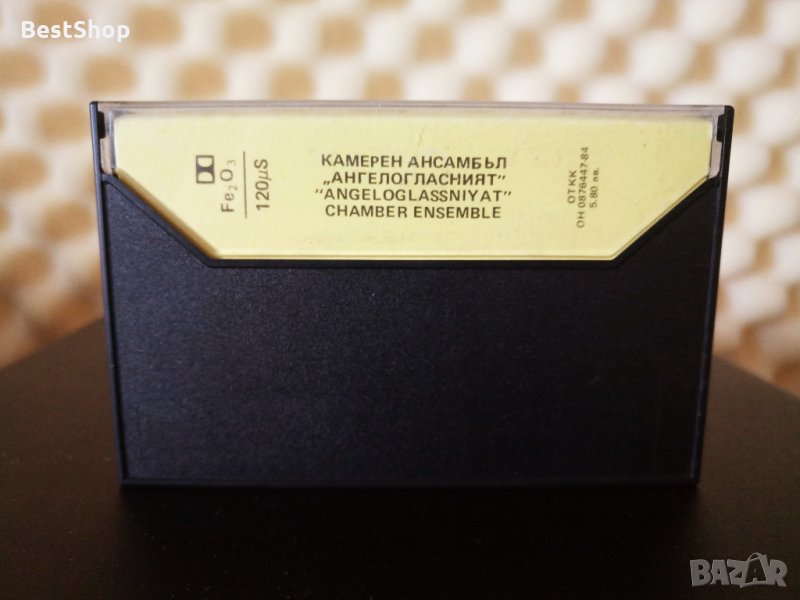 BestShop
Fe₂O₃
120μS
КАМЕРЕН АНСАМБЪЛ
„АНГЕЛОГЛАСНИЯТ"
"ANGELOGLASSNIYAT"
CHAMBER ENSEMBLE
ОТКК
ОН 0876447-84
5.80 лв.
BAZAR